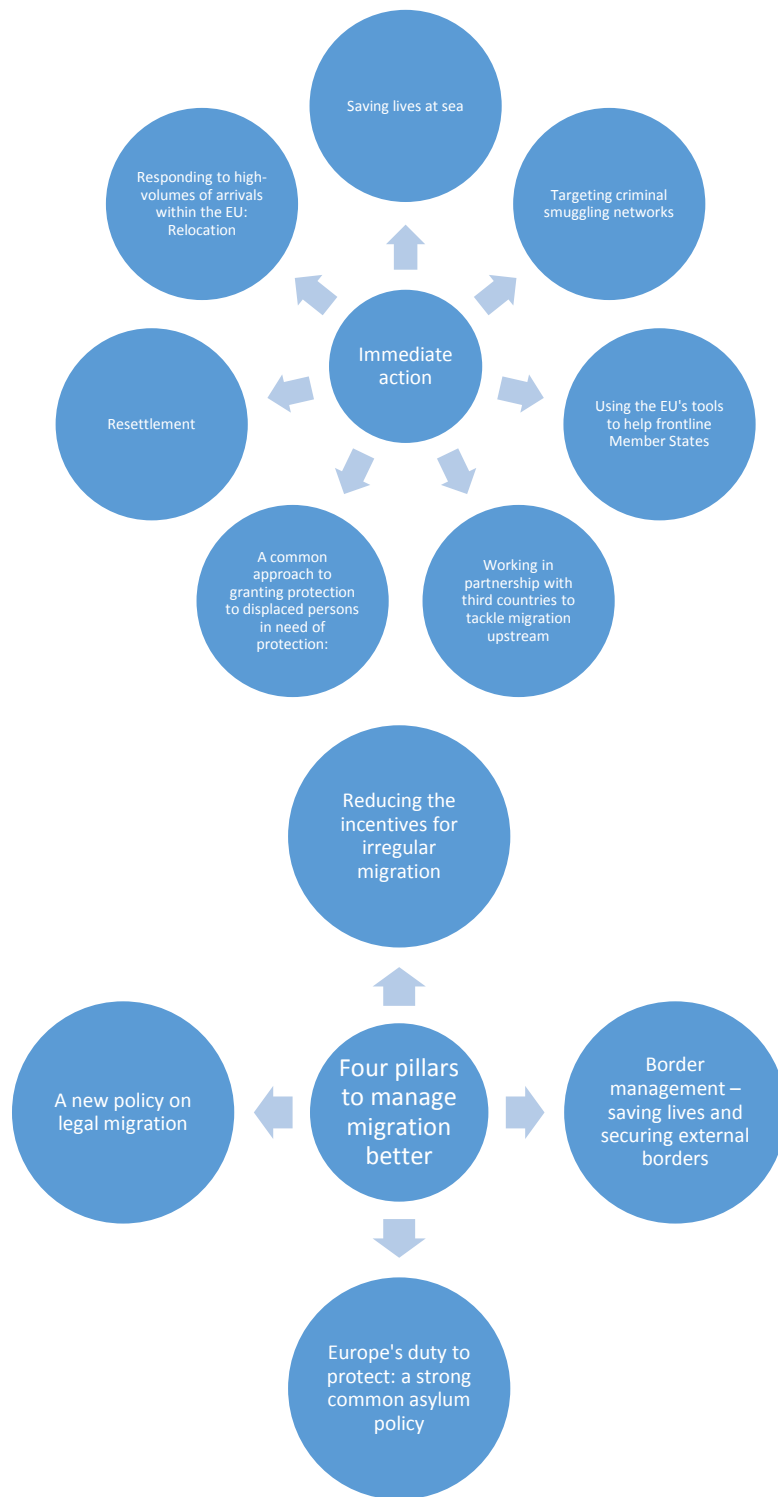 Saving lives at sea
Responding to high-
volumes of arrivals
within the EU:
Relocation
Targeting criminal
smuggling networks
Immediate
action
Resettlement
Using the EU's tools
to help frontline
Member States
A common
approach to
granting protection
to displaced persons
in need of
protection:
Working in
partnership with
third countries to
tackle migration
upstream
Reducing the
incentives for
irregular
migration
A new policy on
legal migration
Four pillars
to manage
migration
better
Border
management –
saving lives and
securing external
borders
Europe's duty to
protect: a strong
common asylum
policy